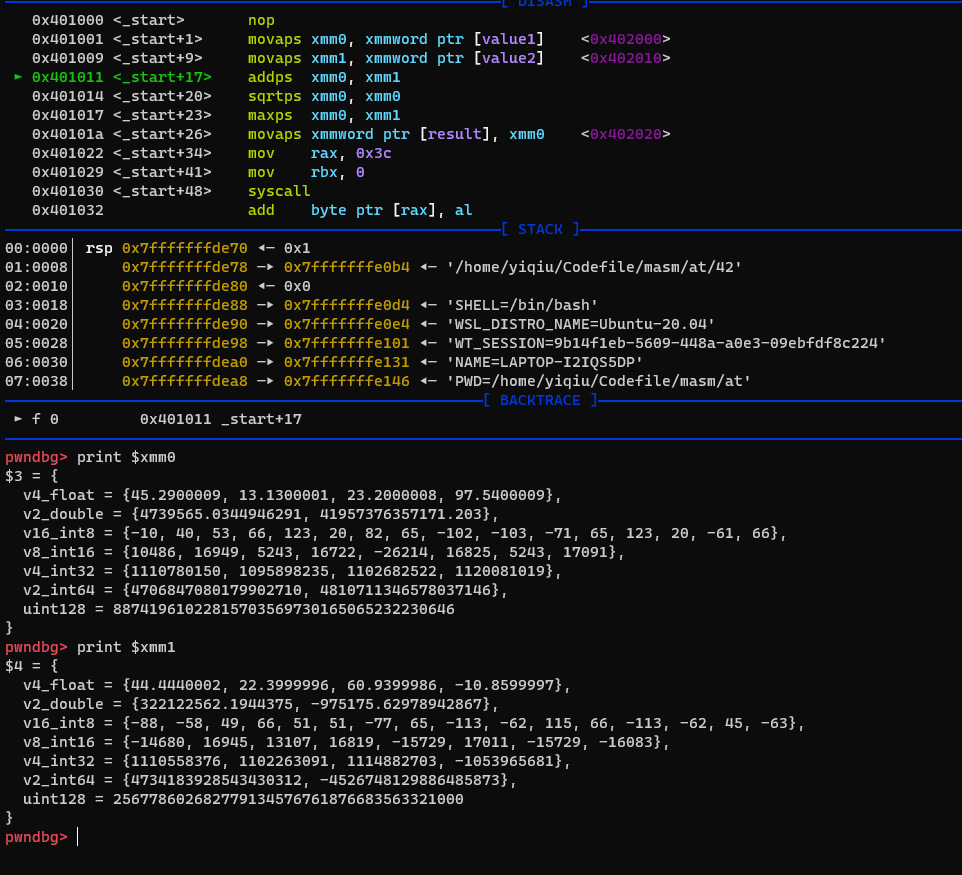 [ DISASM ]
0x401000 <_start> nop
0x401001 <_start+1> movaps xmm0, xmmword ptr [value1] <0x402000>
0x401009 <_start+9> movaps xmm1, xmmword ptr [value2] <0x402010>
► 0x401011 <_start+17> addps xmm0, xmm1
0x401014 <_start+20> sqrtps xmm0, xmm0
0x401017 <_start+23> maxps xmm0, xmm1
0x40101a <_start+26> movaps xmmword ptr [result], xmm0 <0x402020>
0x401022 <_start+34> mov rax, 0x3c
0x401029 <_start+41> mov rbx, 0
0x401030 <_start+48> syscall
0x401032 add byte ptr [rax], al
[ STACK ]
00:0000│ rsp 0x7fffffffde70 ◂— 0x1
01:0008│ 0x7fffffffde78 —▸ 0x7fffffffe0b4 ◂— '/home/yiqiu/Codefile/masm/at/42'
02:0010│ 0x7fffffffde80 ◂— 0x0
03:0018│ 0x7fffffffde88 —▸ 0x7fffffffe0d4 ◂— 'SHELL=/bin/bash'
04:0020│ 0x7fffffffde90 —▸ 0x7fffffffe0e4 ◂— 'WSL_DISTRO_NAME=Ubuntu-20.04'
05:0028│ 0x7fffffffde98 —▸ 0x7fffffffe101 ◂— 'WT_SESSION=9b14f1eb-5609-448a-a0e3-09ebfdf8c224'
06:0030│ 0x7fffffffdea0 —▸ 0x7fffffffe131 ◂— 'NAME=LAPTOP-I2IQS5DP'
07:0038│ 0x7fffffffdea8 —▸ 0x7fffffffe146 ◂— 'PWD=/home/yiqiu/Codefile/masm/at'
[ BACKTRACE ]
► f 0 0x401011 _start+17
pwndbg> print $xmm0
$3 = {
v4_float = {45.2900009, 13.1300001, 23.2000008, 97.5400009},
v2_double = {4739565.0344946291, 41957376357171.203},
v16_int8 = {-10, 40, 53, 66, 123, 20, 82, 65, -102, -103, -71, 65, 123, 20, -61, 66},
v8_int16 = {10486, 16949, 5243, 16722, -26214, 16825, 5243, 17091},
v4_int32 = {1110780150, 1095898235, 1102682522, 1120081019},
v2_int64 = {4706847080179902710, 4810711346578037146},
uint128 = 88741961022815703569730165065232230646
}
pwndbg> print $xmm1
$4 = {
v4_float = {44.4440002, 22.3999996, 60.9399986, -10.8599997},
v2_double = {322122562.1944375, -975175.62978942867},
v16_int8 = {-88, -58, 49, 66, 51, 51, -77, 65, -113, -62, 115, 66, -113, -62, 45, -63},
v8_int16 = {-14680, 16945, 13107, 16819, -15729, 17011, -15729, -16083},
v4_int32 = {1110558376, 1102263091, 1114882703, -1053965681},
v2_int64 = {4734183928543430312, -4526748129886485873},
uint128 = 256778602682779134576761876683563321000
}
pwndbg>